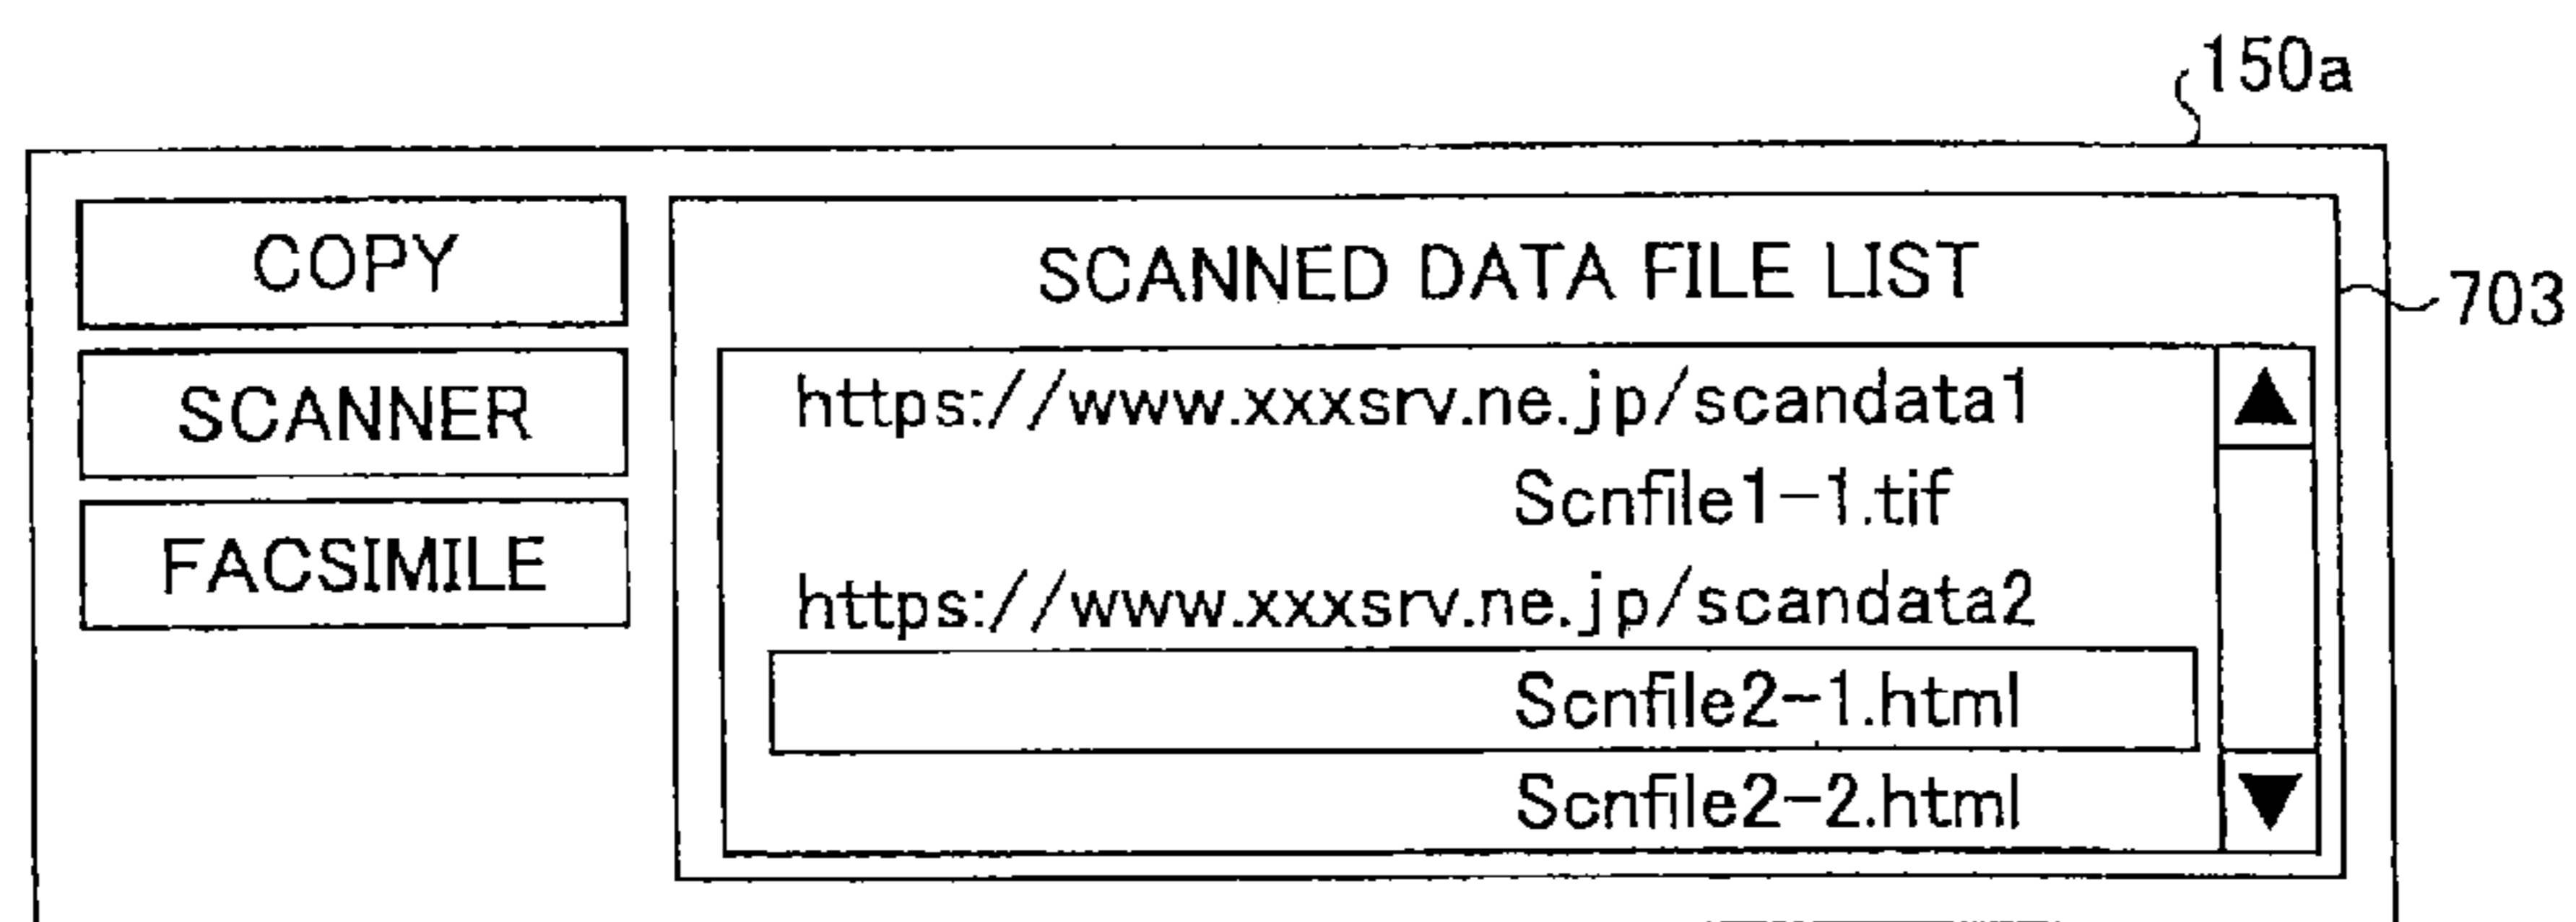 150a
COPY
SCANNER
FACSIMILE
SCANNED DATA FILE LIST
703
https://www.xxxsrv.ne.jp/scandata1
Scnfile1-1.tif
https://www.xxxsrv.ne.jp/scandata2
Scnfile2-1.html
Scnfile2-2.html